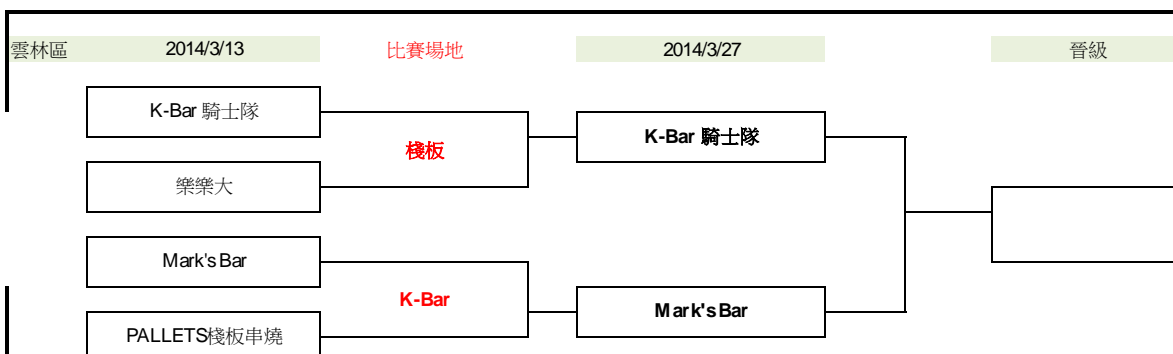 雲林區 2014/3/13 比賽場地 2014/3/27 晉級
K-Bar 騎士隊
棧板
K-Bar 騎士隊
樂樂大
Mark's Bar
K-Bar
Mark's Bar
PALLETS棧板串燒